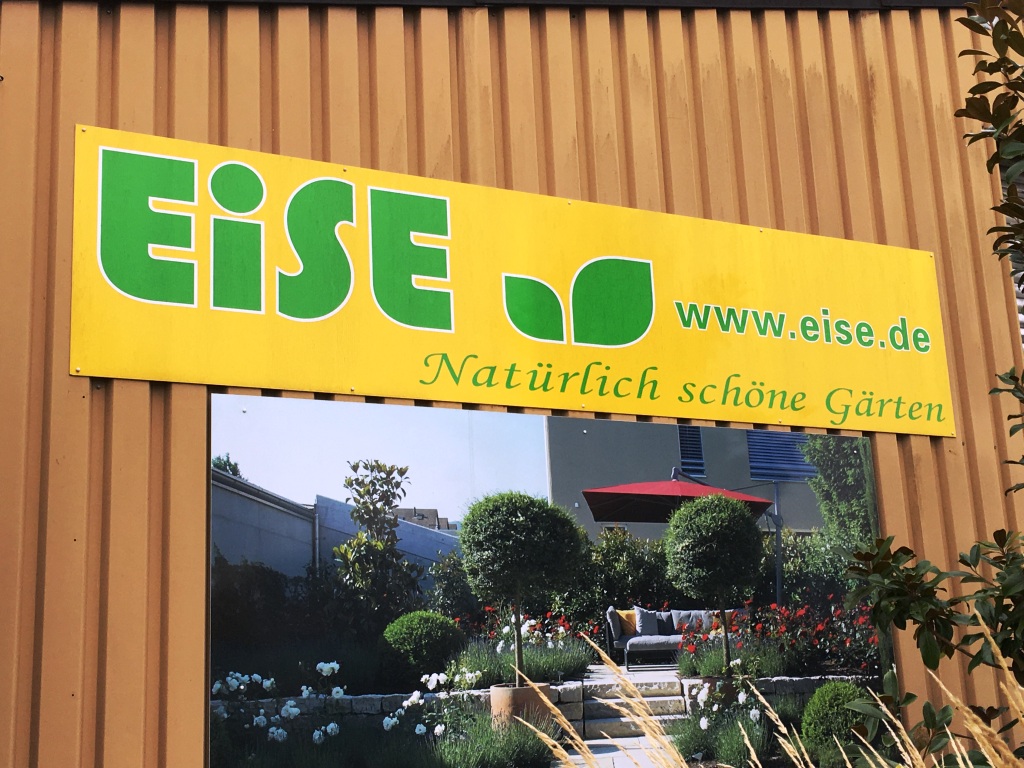 EiSE
www.eise.de
Natürlich schöne Gärten